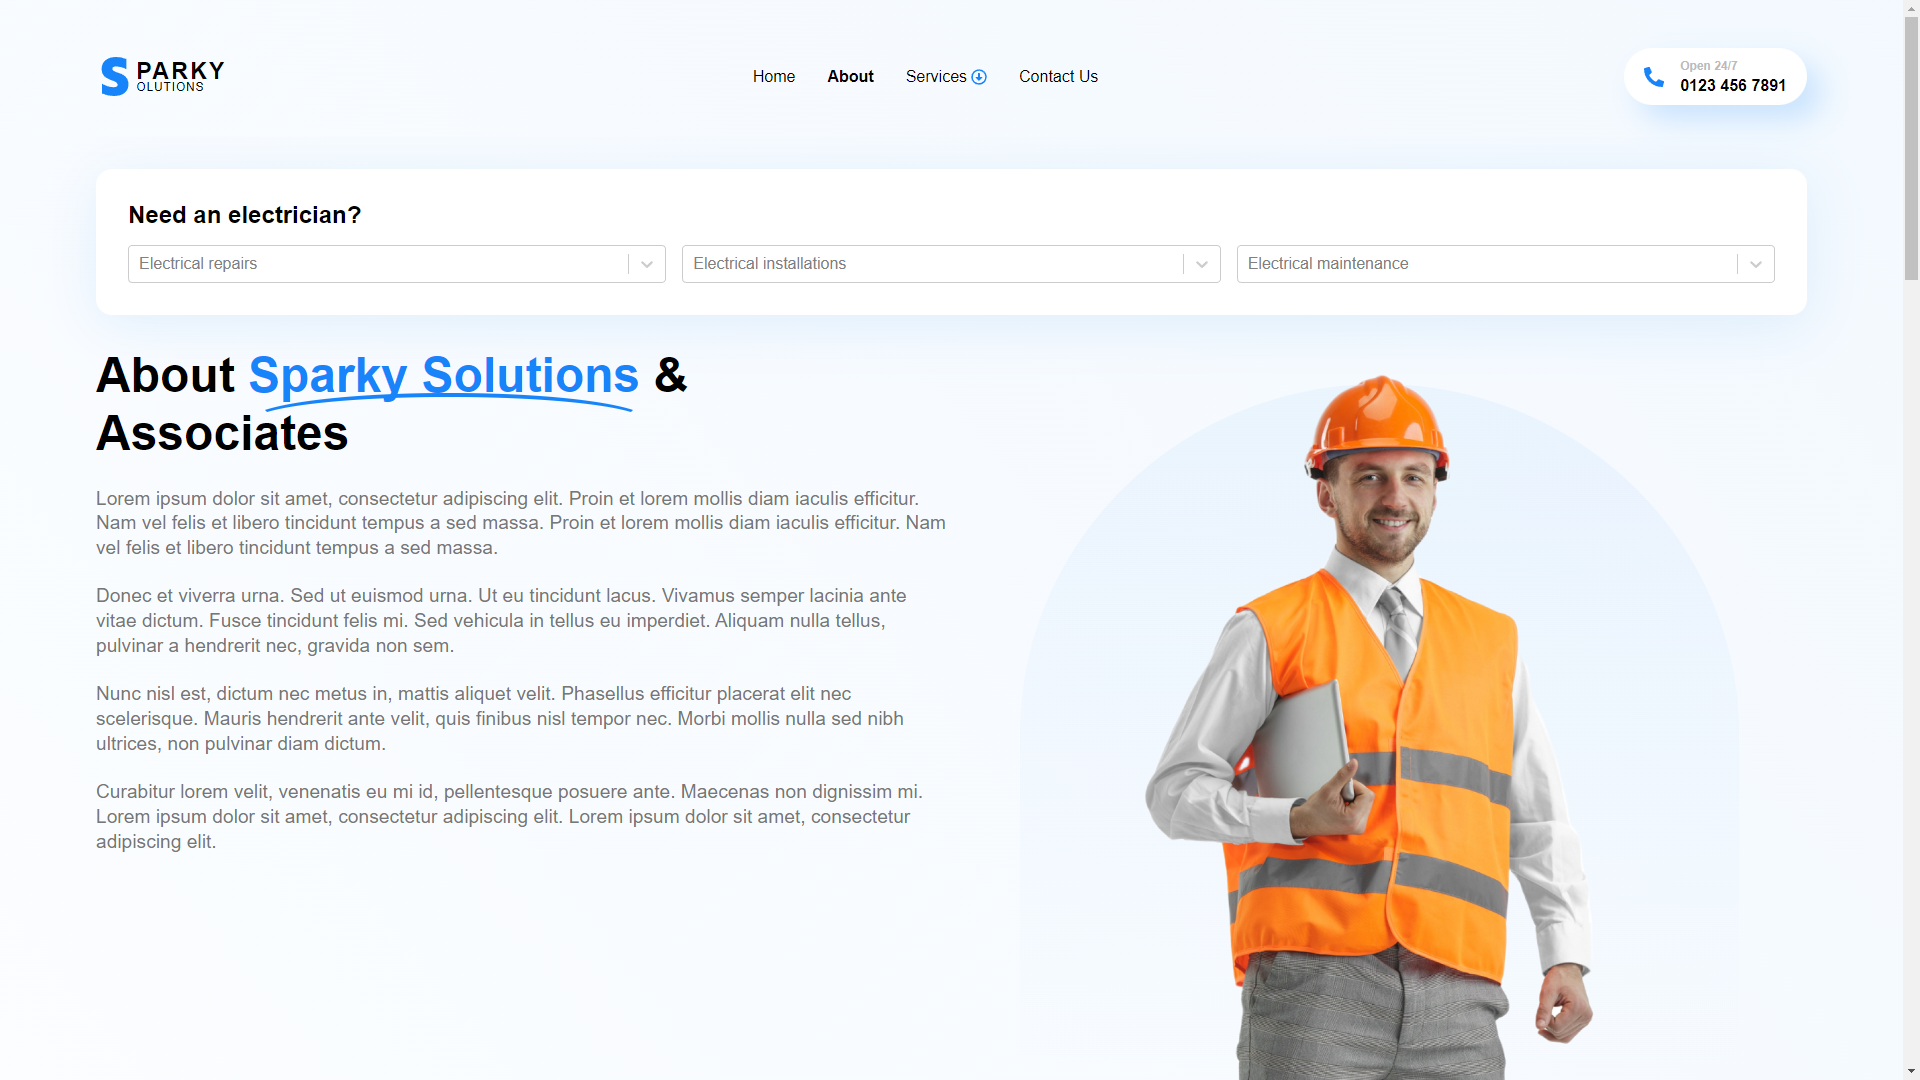 SPARKY
OLUTIONS
Home
About
Services
Contact Us
Open 24/7
0123 456 7891
Need an electrician?
Electrical repairs
Electrical installations
Electrical maintenance
About Sparky Solutions &
Associates
Lorem ipsum dolor sit amet, consectetur adipiscing elit. Proin et lorem mollis diam iaculis efficitur.
Nam vel felis et libero tincidunt tempus a sed massa. Proin et lorem mollis diam iaculis efficitur. Nam
vel felis et libero tincidunt tempus a sed massa.
Donec et viverra urna. Sed ut euismod urna. Ut eu tincidunt lacus. Vivamus semper lacinia ante
vitae dictum. Fusce tincidunt felis mi. Sed vehicula in tellus eu imperdiet. Aliquam nulla tellus,
pulvinar a hendrerit nec, gravida non sem.
Nunc nisl est, dictum nec metus in, mattis aliquet velit. Phasellus efficitur placerat elit nec
scelerisque. Mauris hendrerit ante velit, quis finibus nisl tempor nec. Morbi mollis nulla sed nibh
ultrices, non pulvinar diam dictum.
Curabitur lorem velit, venenatis eu mi id, pellentesque posuere ante. Maecenas non dignissim mi.
Lorem ipsum dolor sit amet, consectetur adipiscing elit. Lorem ipsum dolor sit amet, consectetur
adipiscing elit.